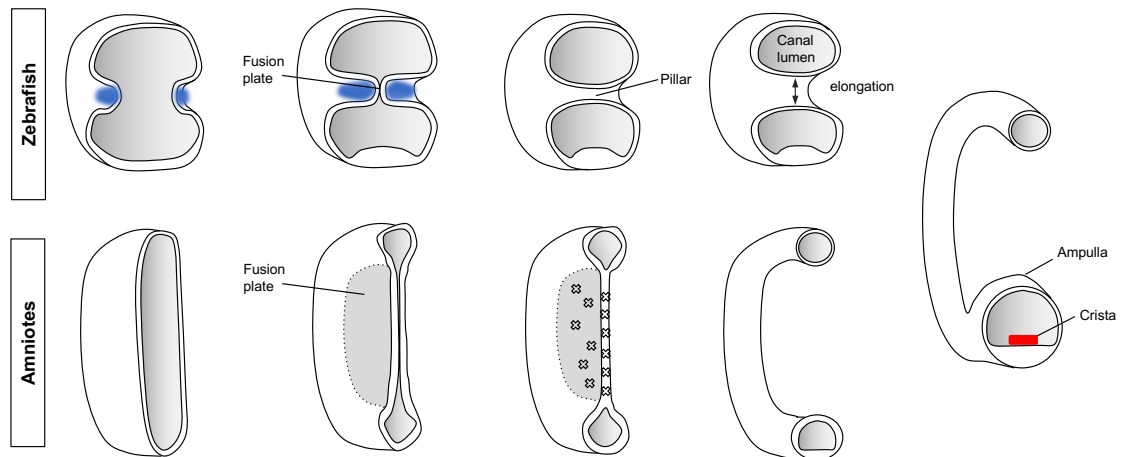 Zebrafish
Fusion
plate
Pillar
Canal
lumen
elongation
Amniotes
Fusion
plate
Ampulla
Crista